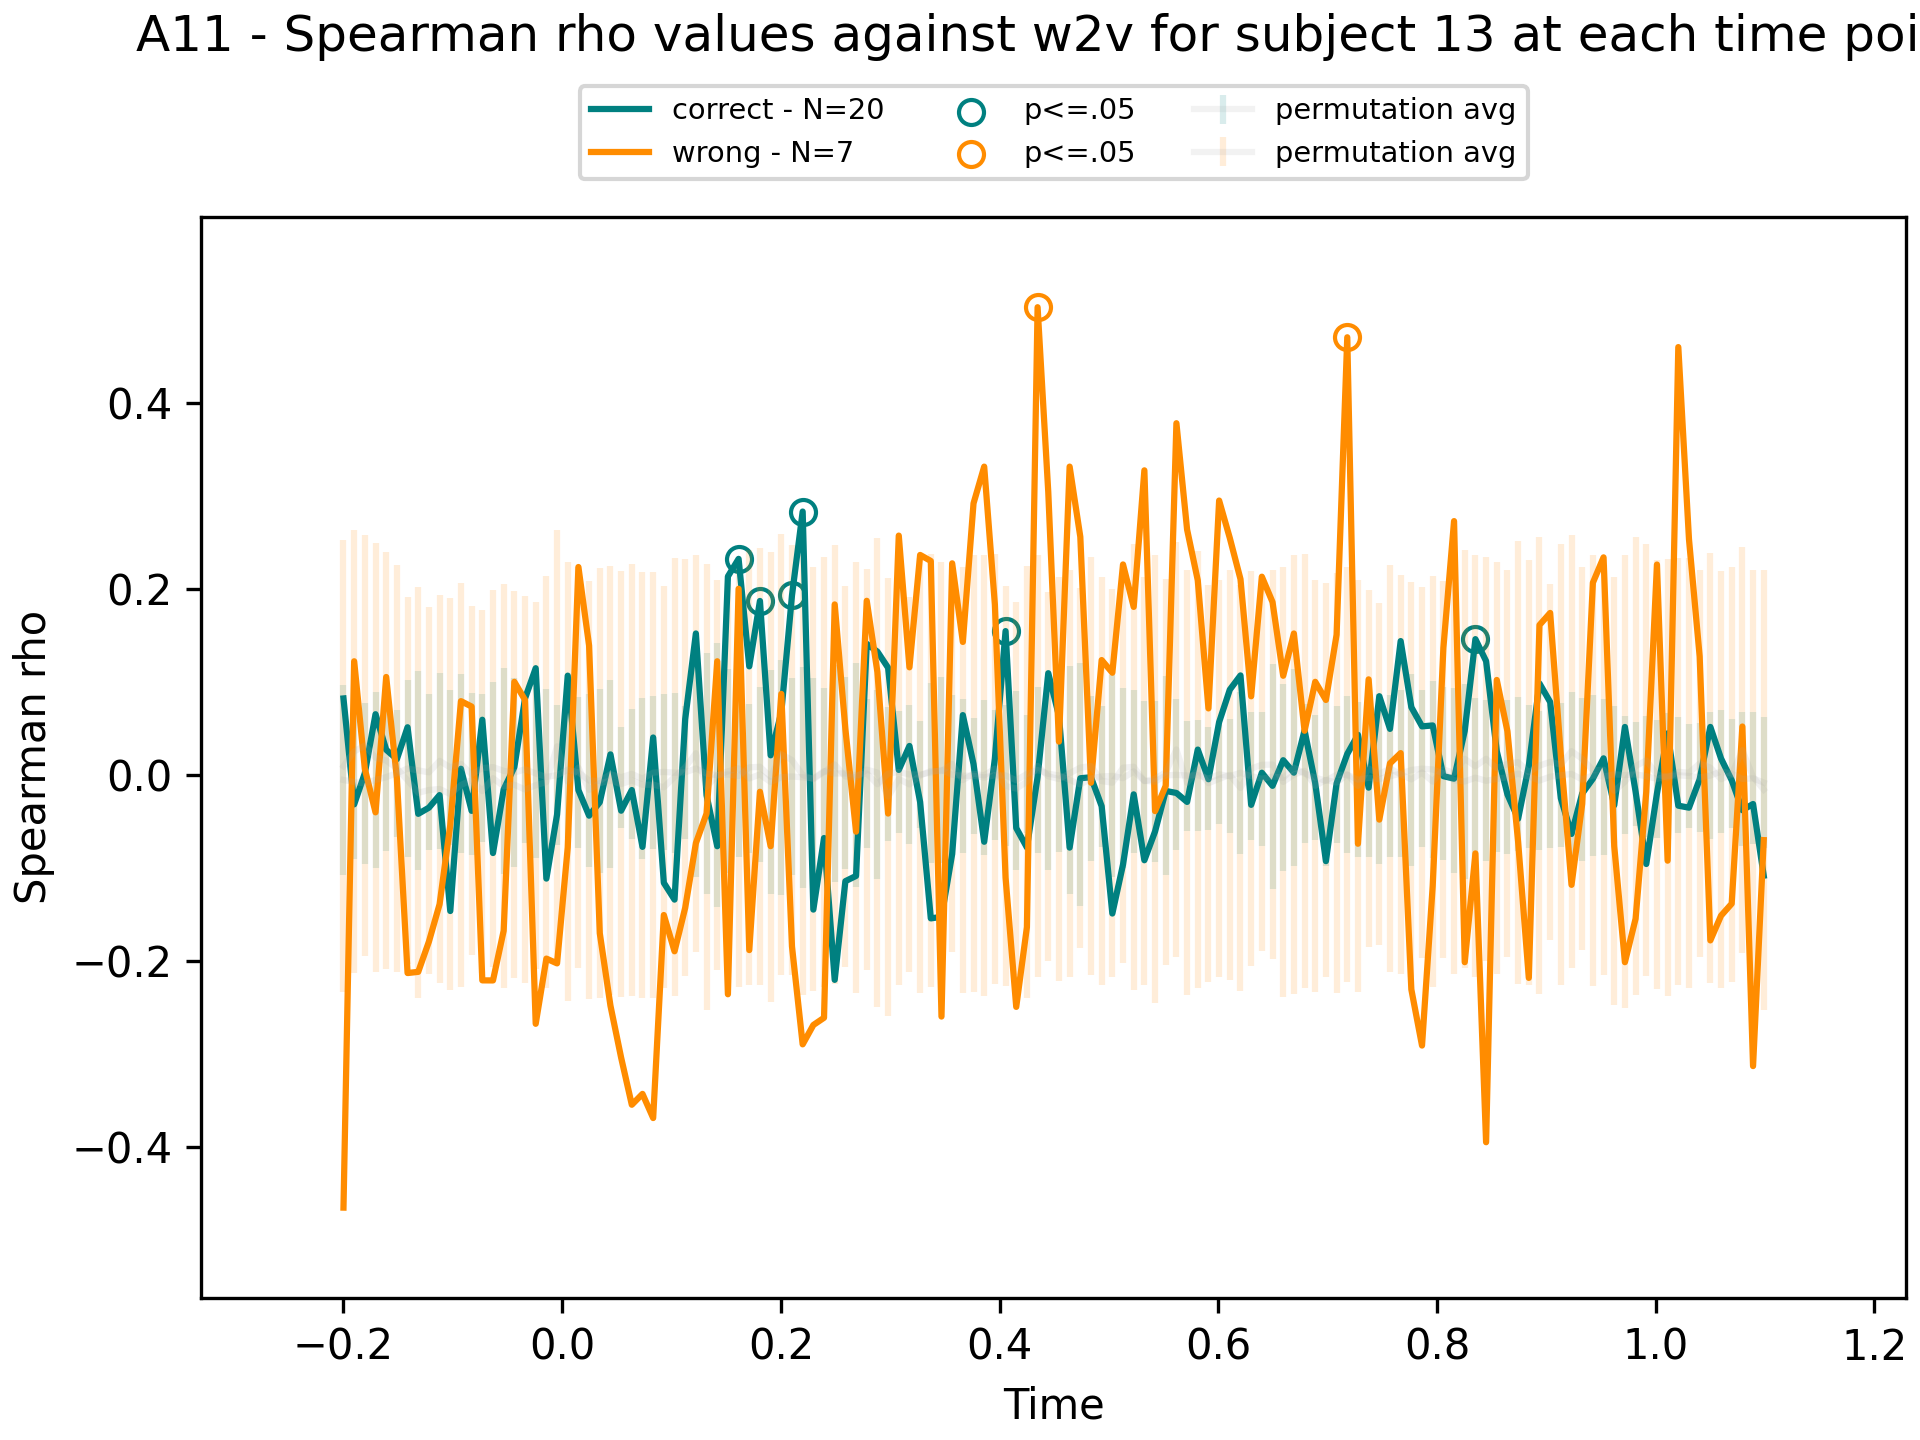 A11 - Spearman rho values against w2v for subject 13 at each time poi
correct - N=20
wrong - N=7
p<=.05
p<=.05
permutation avg
permutation avg
Spearman rho
0.4
0.2
0.0
−0.2
−0.4
−0.2
0.0
0.2
0.4
0.6
0.8
1.0
1.2
Time